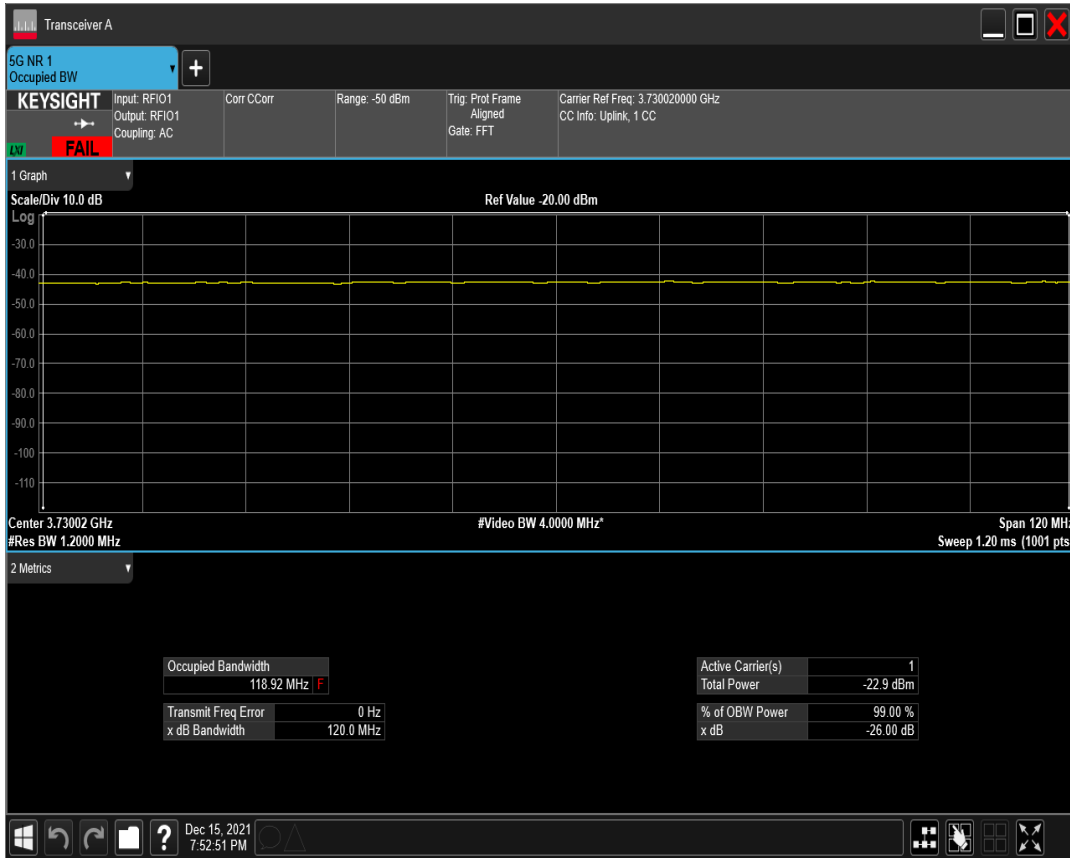 Transceiver A
5G NR 1
Occupied BW
+
KEYSIGHT
LXI
FAIL
Input: RFIO1
Output: RFIO1
Coupling: AC
Corr CCorr
Range: -50 dBm
Trig: Prot Frame
Aligned
Gate: FFT
Carrier Ref Freq: 3.730020000 GHz
CC Info: Uplink, 1 CC
1 Graph
Scale/Div 10.0 dB
Ref Value -20.00 dBm
Log
-30.0
-40.0
-50.0
-60.0
-70.0
-80.0
-90.0
-100
-110
Center 3.73002 GHz
#Video BW 4.0000 MHz*
Span 120 MHz
#Res BW 1.2000 MHz
Sweep 1.20 ms (1001 pts
2 Metrics
Occupied Bandwidth
118.92 MHz F
Transmit Freq Error 0 Hz
x dB Bandwidth 120.0 MHz
Active Carrier(s) 1
Total Power -22.9 dBm
% of OBW Power 99.00 %
x dB -26.00 dB
?
Dec 15, 2021
7:52:51 PM